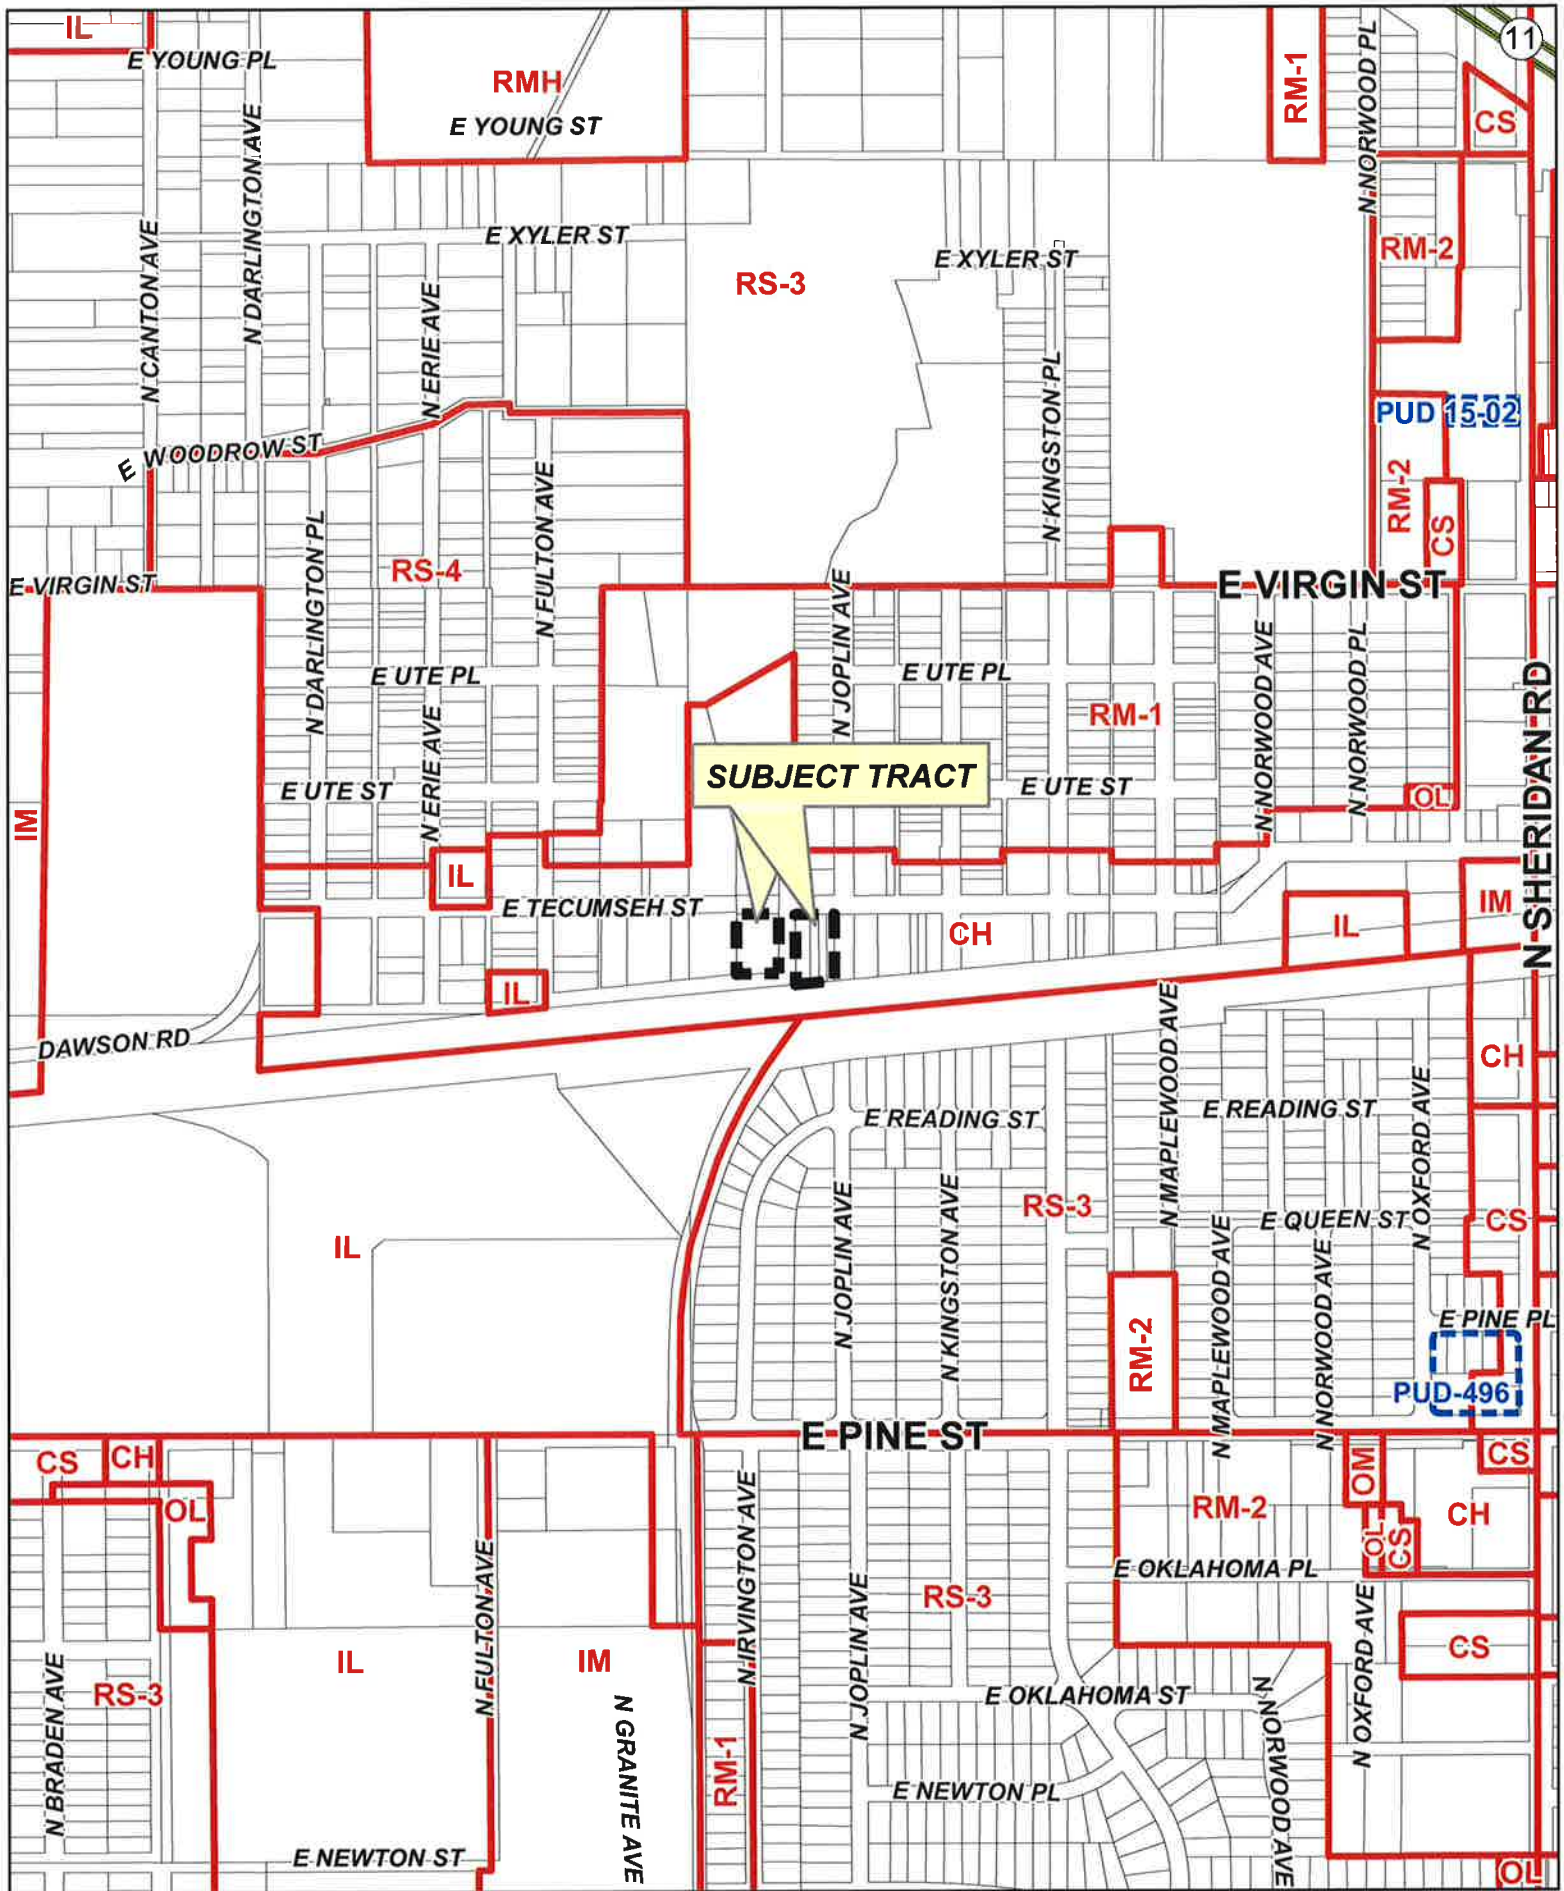 IL
E YOUNG PL
RMH
E YOUNG ST
RM-1
N NORWOOD PL
11
CS
N CANTON AVE
N DARLINGTON AVE
E XYLER ST
E XYLER ST
RS-3
RM-2
N ERIE AVE
N KINGSTON PL
PUD 15-02
E WOODROW ST
N FULTON AVE
RM-2
CS
N DARLINGTON PL
RS-4
E VIRGIN ST
E VIRGIN ST
N JOPLIN AVE
E UTE PL
E UTE PL
N NORWOOD AVE
N NORWOOD PL
RM-1
N SHERIDAN RD
N ERIE AVE
IM
SUBJECT TRACT
E UTE ST
E UTE ST
OL
IL
E TECUMSEH ST
CH
IL
IM
IL
DAWSON RD
N MAPLEWOOD AVE
CH
E READING ST
E READING ST
N OXFORD AVE
RS-3
E QUEEN ST
CS
IL
N JOPLIN AVE
N KINGSTON AVE
N MAPLEWOOD AVE
N NORWOOD AVE
RM-2
E PINE PL
PUD-496
E PINE ST
CS
CH
OL
OM
CS
RM-2
CH
OL
CS
N IRVINGTON AVE
E OKLAHOMA PL
N FULTON AVE
N JOPLIN AVE
RS-3
N OXFORD AVE
CS
IL
IM
RS-3
N BRADEN AVE
N GRANITE AVE
E OKLAHOMA ST
N NORWOOD AVE
RM-1
E NEWTON PL
E NEWTON ST
OL